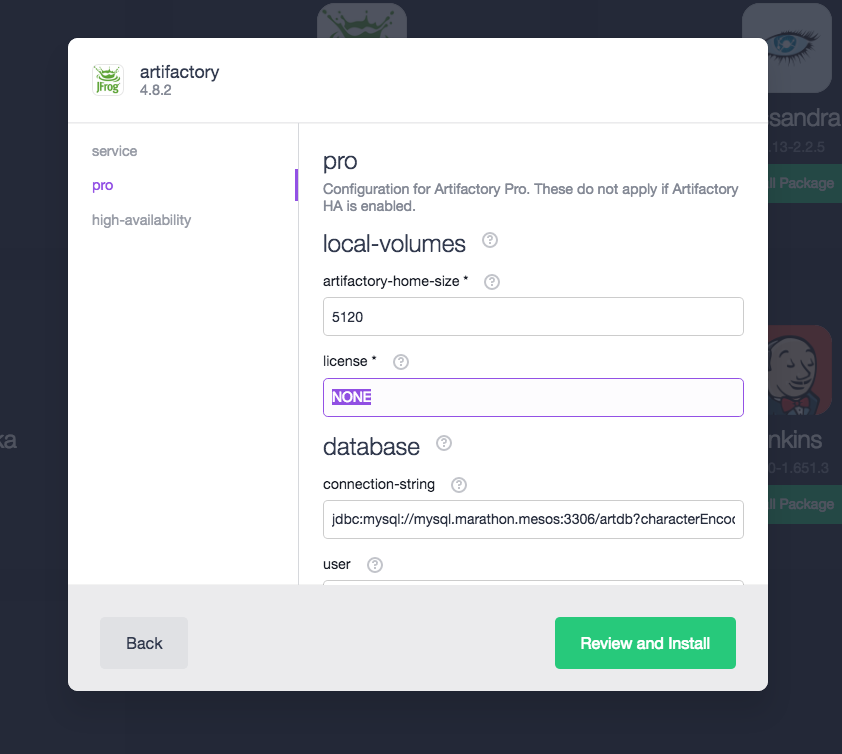 JFrog
artifactory
4.8.2
service
pro
high-availability
pro
Configuration for Artifactory Pro. These do not apply if Artifactory
HA is enabled.
local-volumes
artifactory-home-size *
5120
license *
NONE
database
connection-string
jdbc:mysql://mysql.marathon.mesos:3306/artdb?characterEncod
user
Back
Review and Install
sandra
.13-2.2.5
ll Package
nkins
0-1.651.3
ll Package
ka